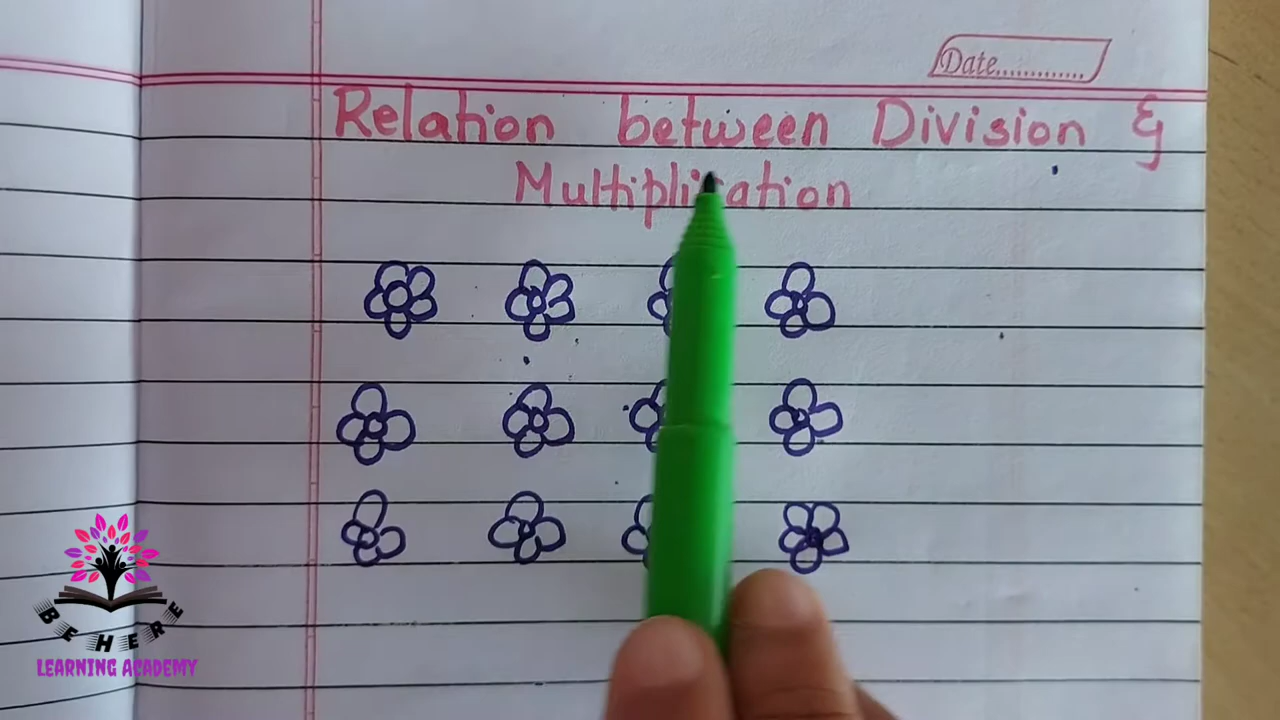 Date.............
Relation between Division &
Multiplication
BE HERE
LEARNING ACADEMY